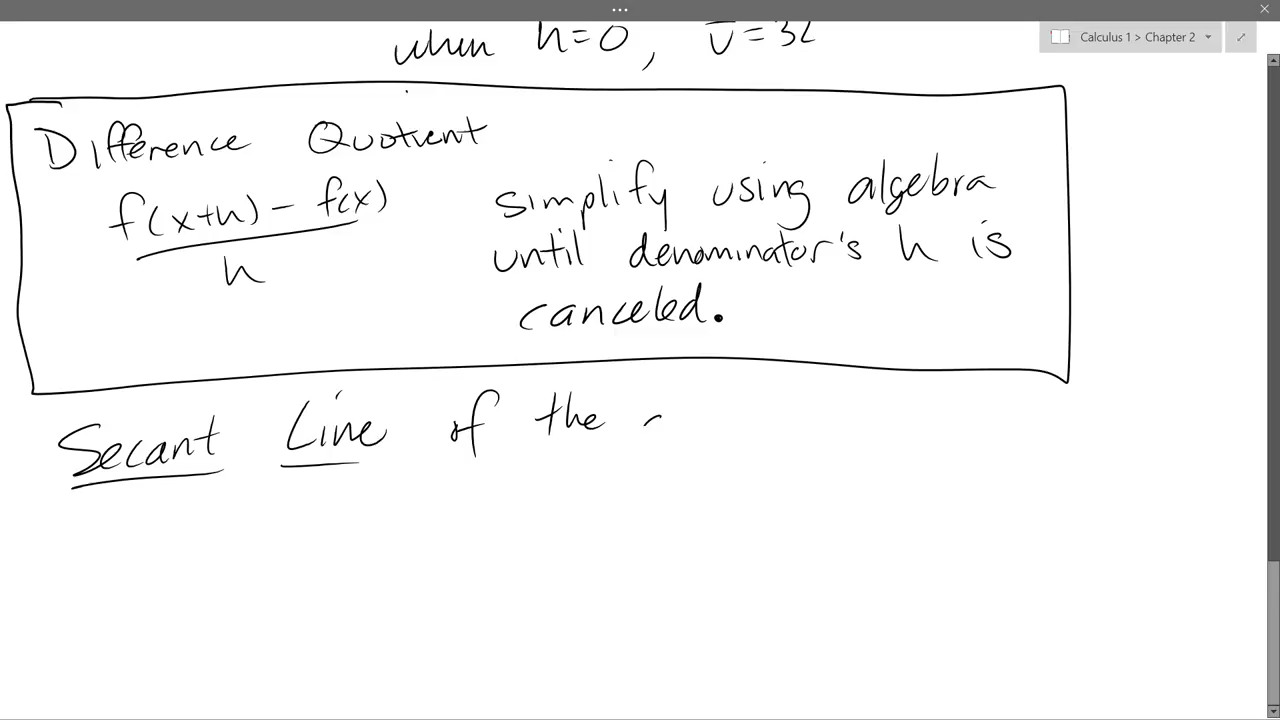 Calculus 1 > Chapter 2
when h=0, v̅=32
Difference Quotient
f(x+h) - f(x)
h
simplify using algebra
until denominator's h is
canceled.
Secant Line of the